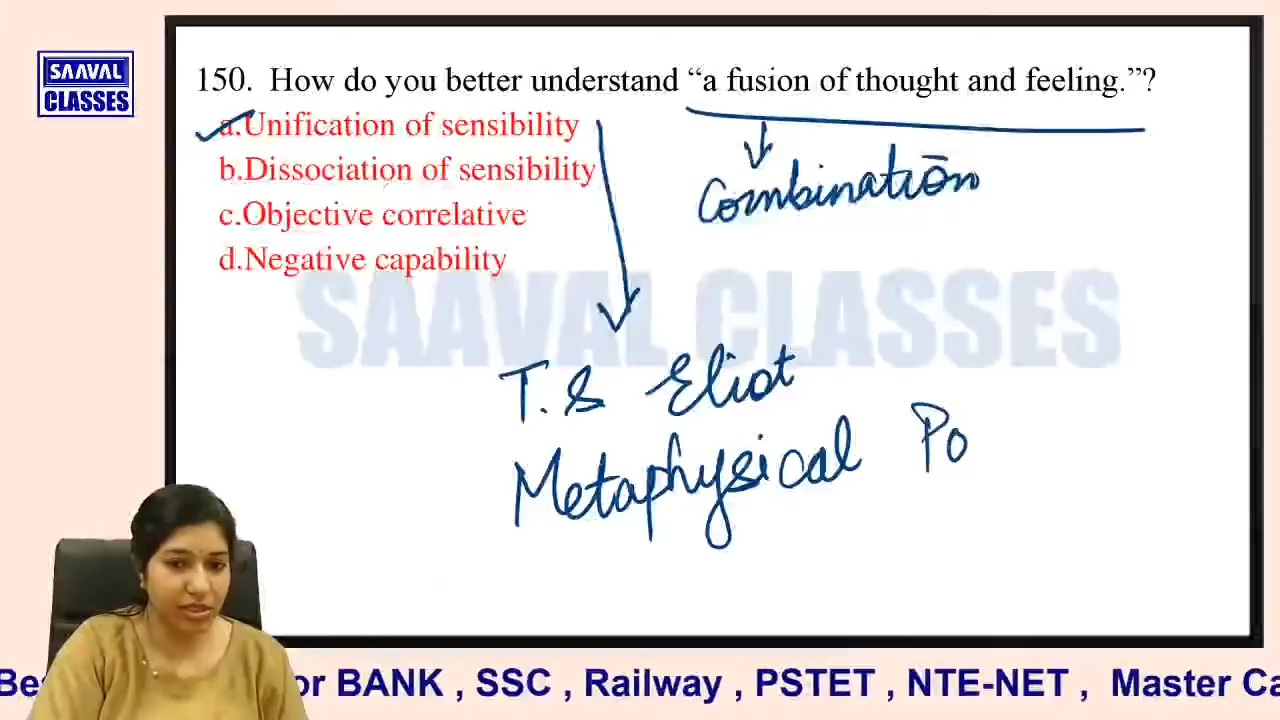 SAAVAL
CLASSES
150. How do you better understand “a fusion of thought and feeling.”?
a.Unification of sensibility
b.Dissociation of sensibility
c.Objective correlative
d.Negative capability
Combination
SAAVAL CLASSES
T.S Eliot
Metaphysical Po
or BANK , SSC , Railway , PSTET , NTE-NET , Master Ca